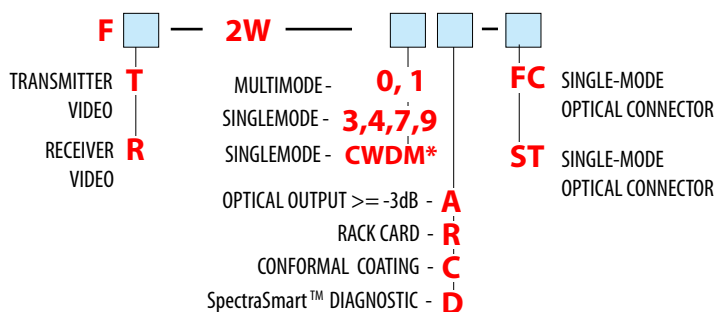 F — 2W — -
TRANSMITTER VIDEO T
RECEIVER VIDEO R
MULTIMODE - 0, 1
SINGLEMODE - 3,4,7,9
SINGLEMODE - CWDM*
OPTICAL OUTPUT >= -3dB - A
RACK CARD - R
CONFORMAL COATING - C
SpectraSmart™ DIAGNOSTIC - D
FC SINGLE-MODE
OPTICAL CONNECTOR
ST SINGLE-MODE
OPTICAL CONNECTOR